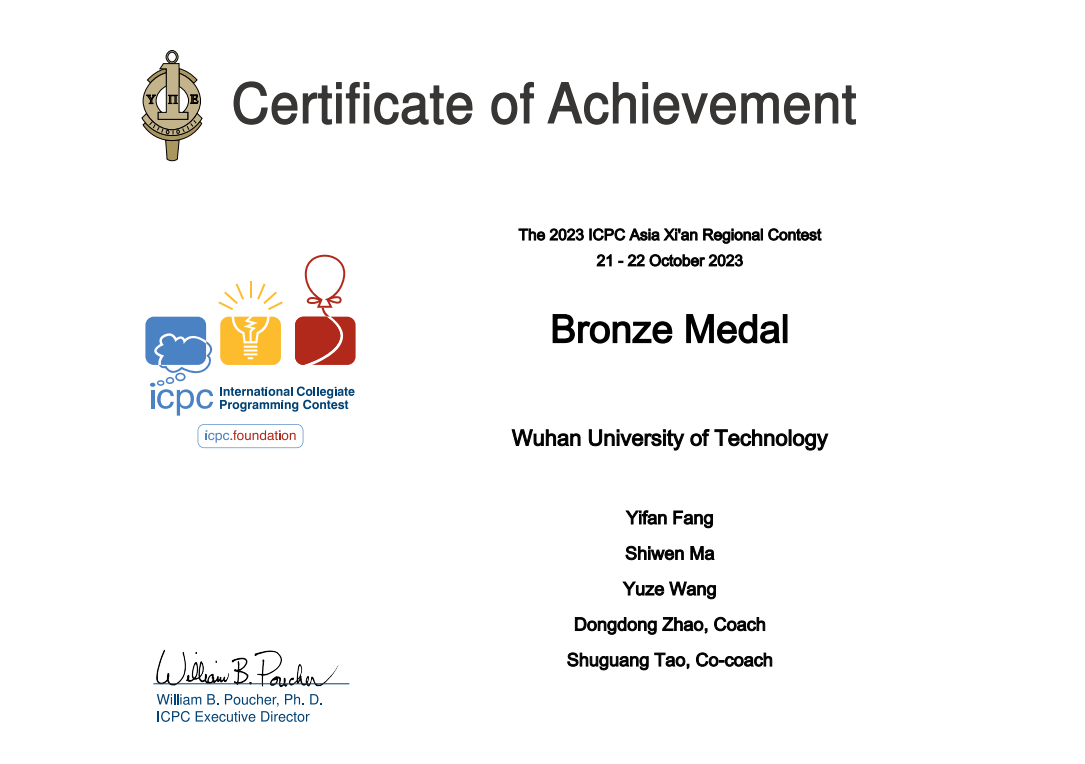 Υ Π Ε
Certificate of Achievement
The 2023 ICPC Asia Xi'an Regional Contest
21 - 22 October 2023
Bronze Medal
icpc International Collegiate
Programming Contest
icpc.foundation
Wuhan University of Technology
Yifan Fang
Shiwen Ma
Yuze Wang
Dongdong Zhao, Coach
Shuguang Tao, Co-coach
William B. Poucher
William B. Poucher, Ph. D.
ICPC Executive Director